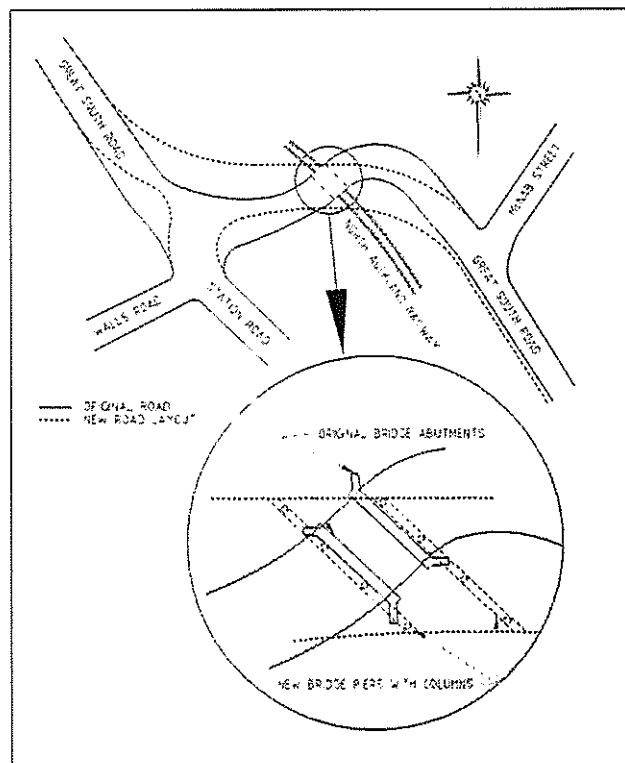 GREAT SOUTH ROAD
McNAB STREET
NORTH AUCKLAND RAILWAY
GREAT SOUTH ROAD
WALLS ROAD
STATION ROAD
ORIGINAL ROAD
NEW ROAD LAYOUT
ORIGINAL BRIDGE ABUTMENTS
NEW BRIDGE PIERS WITH COLUMNS